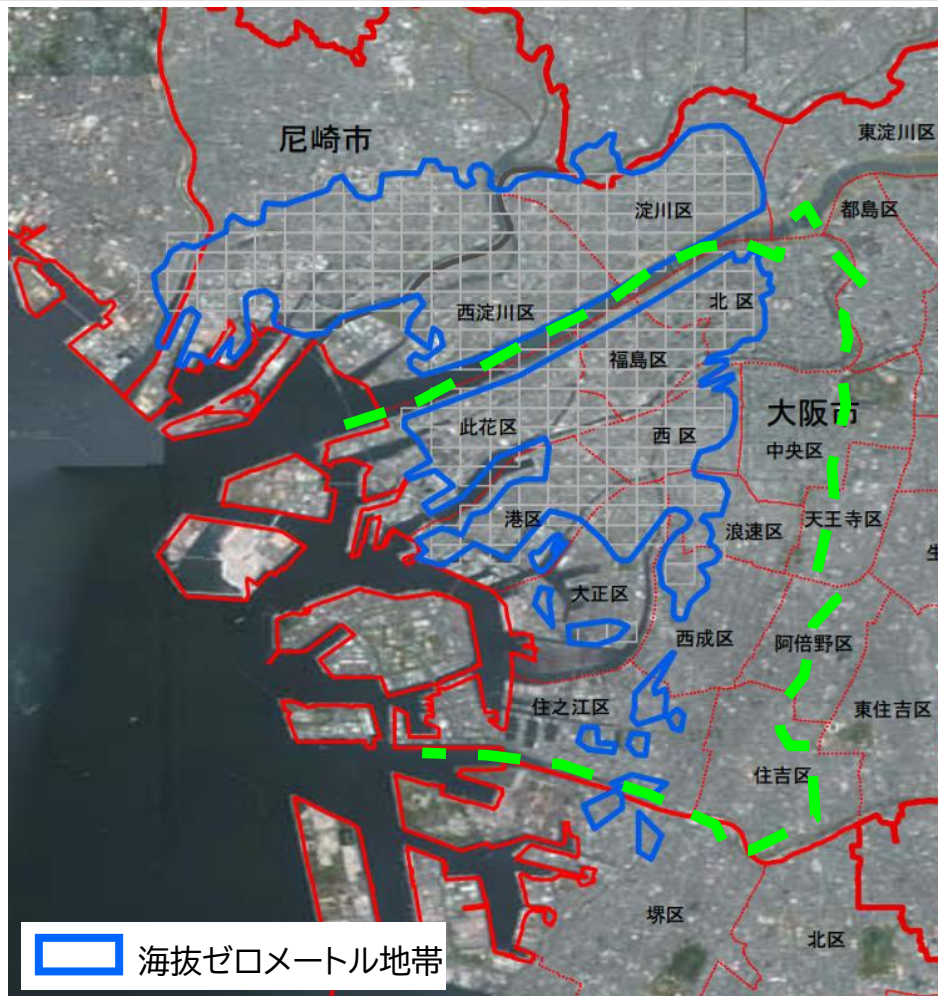 尼崎市
東淀川区
淀川区
都島区
北 区
西淀川区
福島区
大阪市
此花区
西 区
中央区
港区
浪速区
天王寺区
生
大正区
西成区
阿倍野区
住之江区
東住吉区
住吉区
堺区
北区
海抜ゼロメートル地帯